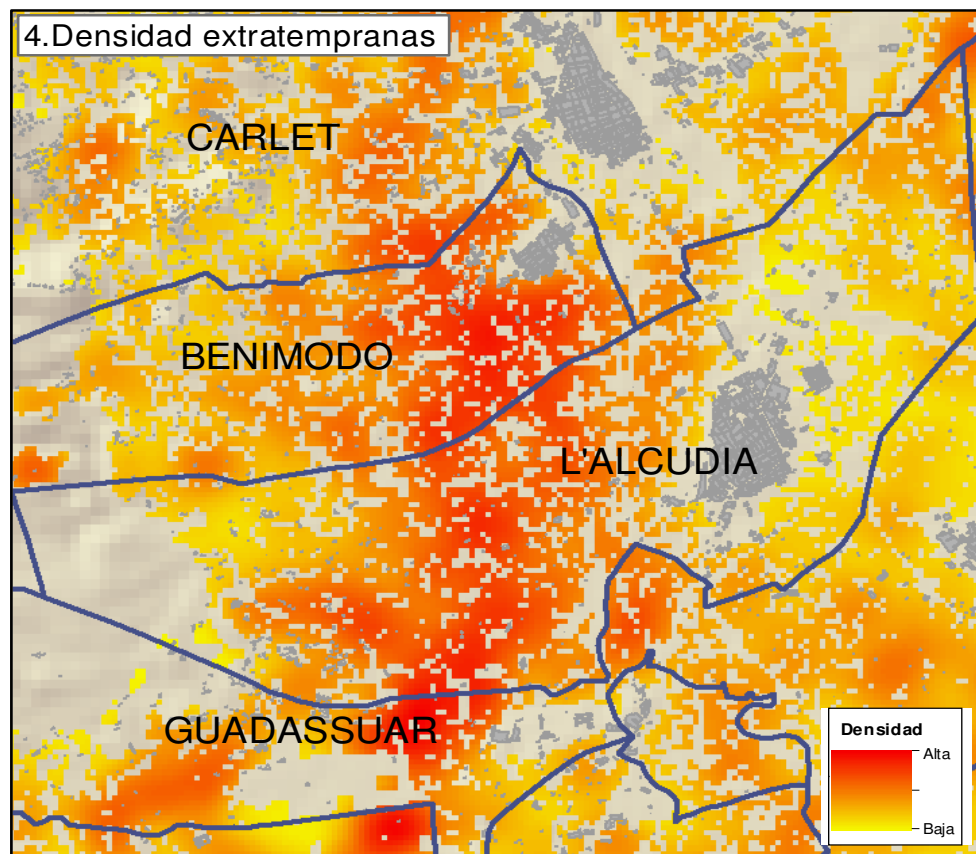 4.Densidad extratempranas
CARLET
BENIMODO
L'ALCUDIA
GUADASSUAR
Densidad
Alta
Baja